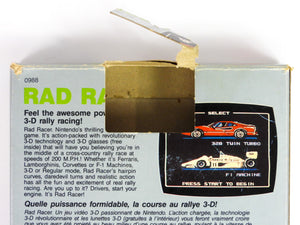 0988
RAD RA
Feel the awesome pow
3-D rally racing!
Rad Racer. Nintendo's thrilling
game. It's action-packed with revolutionary
3-D technology and 3-D glasses (free
inside) that will have you believing you're in
the middle of a cross-country rally race at
speeds of 200 M.P.H.! Whether it's Ferraris,
Lamborghinis, Corvettes or F-1 Machines,
3-D or Regular mode, Rad Racer's hairpin
curves, daredevil turns and realistic action
has all the fun and excitement of real rally
racing. Are you up to it? Drivers, start your
engines. It's Rad Racer!
Quelle puissance formidable, la course au rallye 3-D!
Rad Racer. Un jeu vidéo 3-D passionant de Nintendo. L'action chargée, la technologie
3-D révolutionaire et les lunettes 3-D (gratuites à l'intérieur) vous feront vraiment croire
SELECT
328 TWIN TURBO
F1 MACHINE
PRESS START TO BEGIN